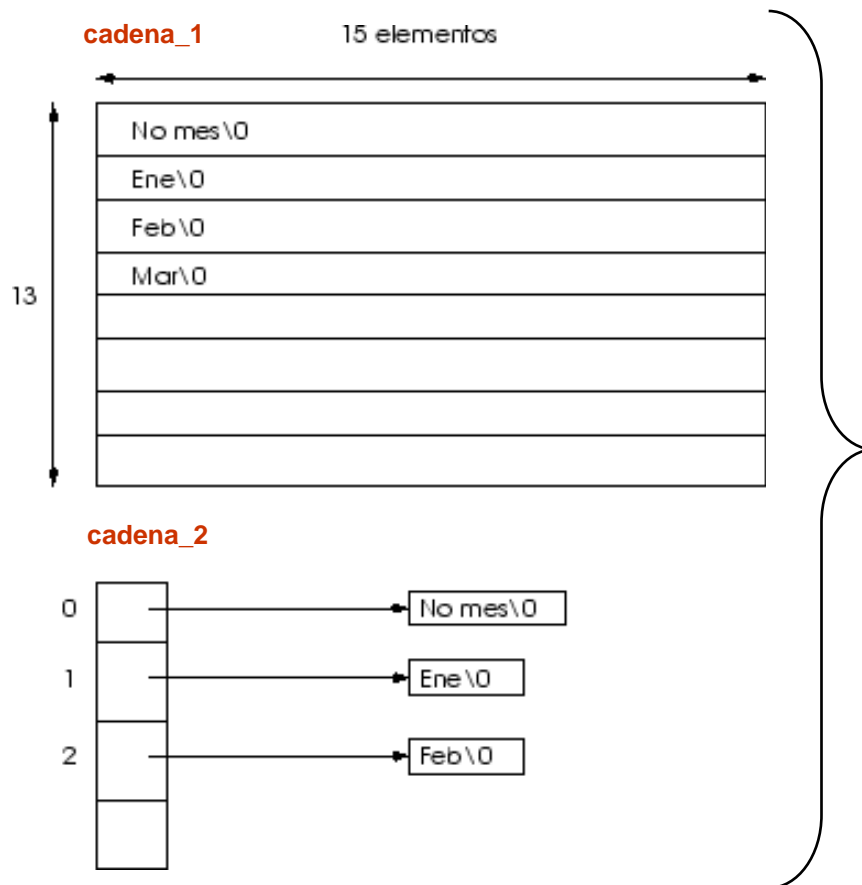 cadena_1 15 elementos
No mes\0
Ene\0
Feb\0
Mar\0
13
cadena_2
0 No mes\0
1 Ene\0
2 Feb\0